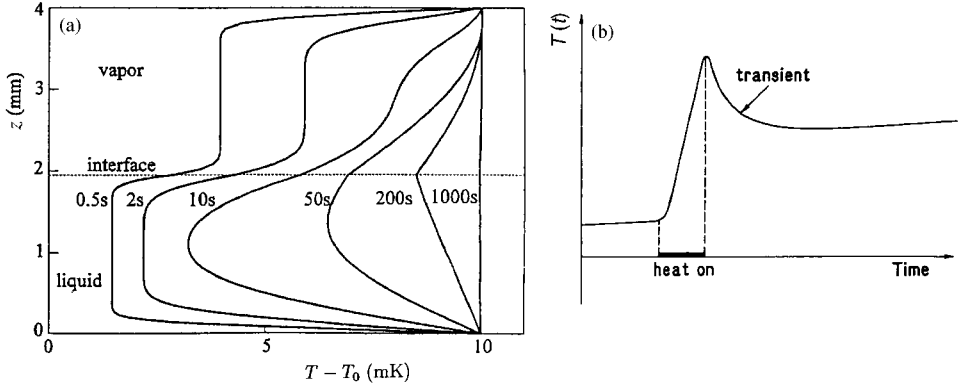 (a)
4
vapor
3
z (mm)
interface
2
0.5s 2s 10s 50s 200s 1000s
1
liquid
0
0 5 10
T − T₀ (mK)
(b)
T(t)
transient
heat on
Time